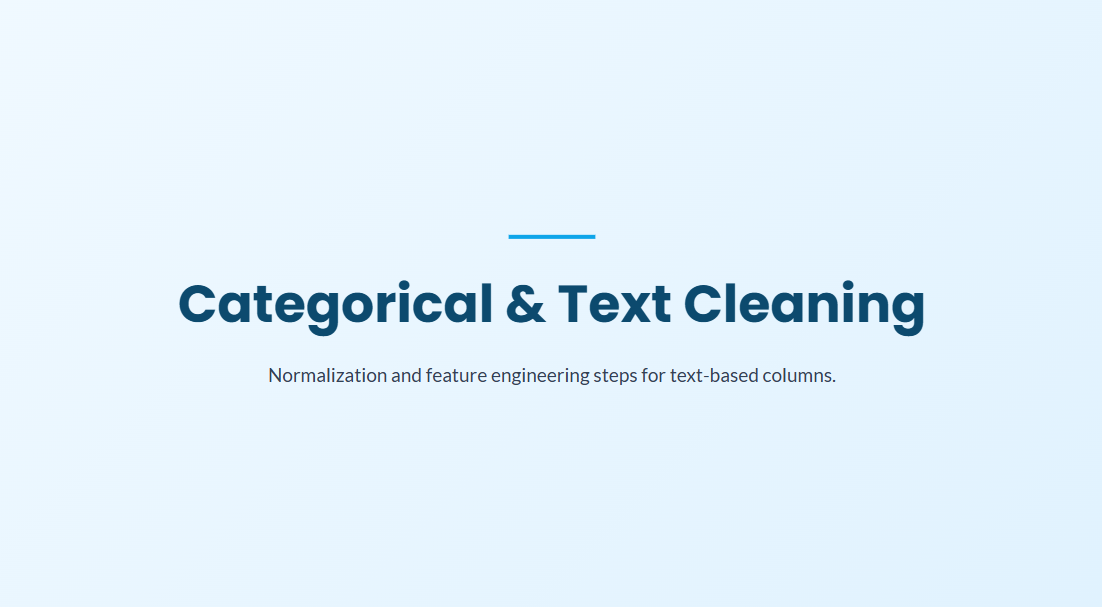 Categorical & Text Cleaning
Normalization and feature engineering steps for text-based columns.